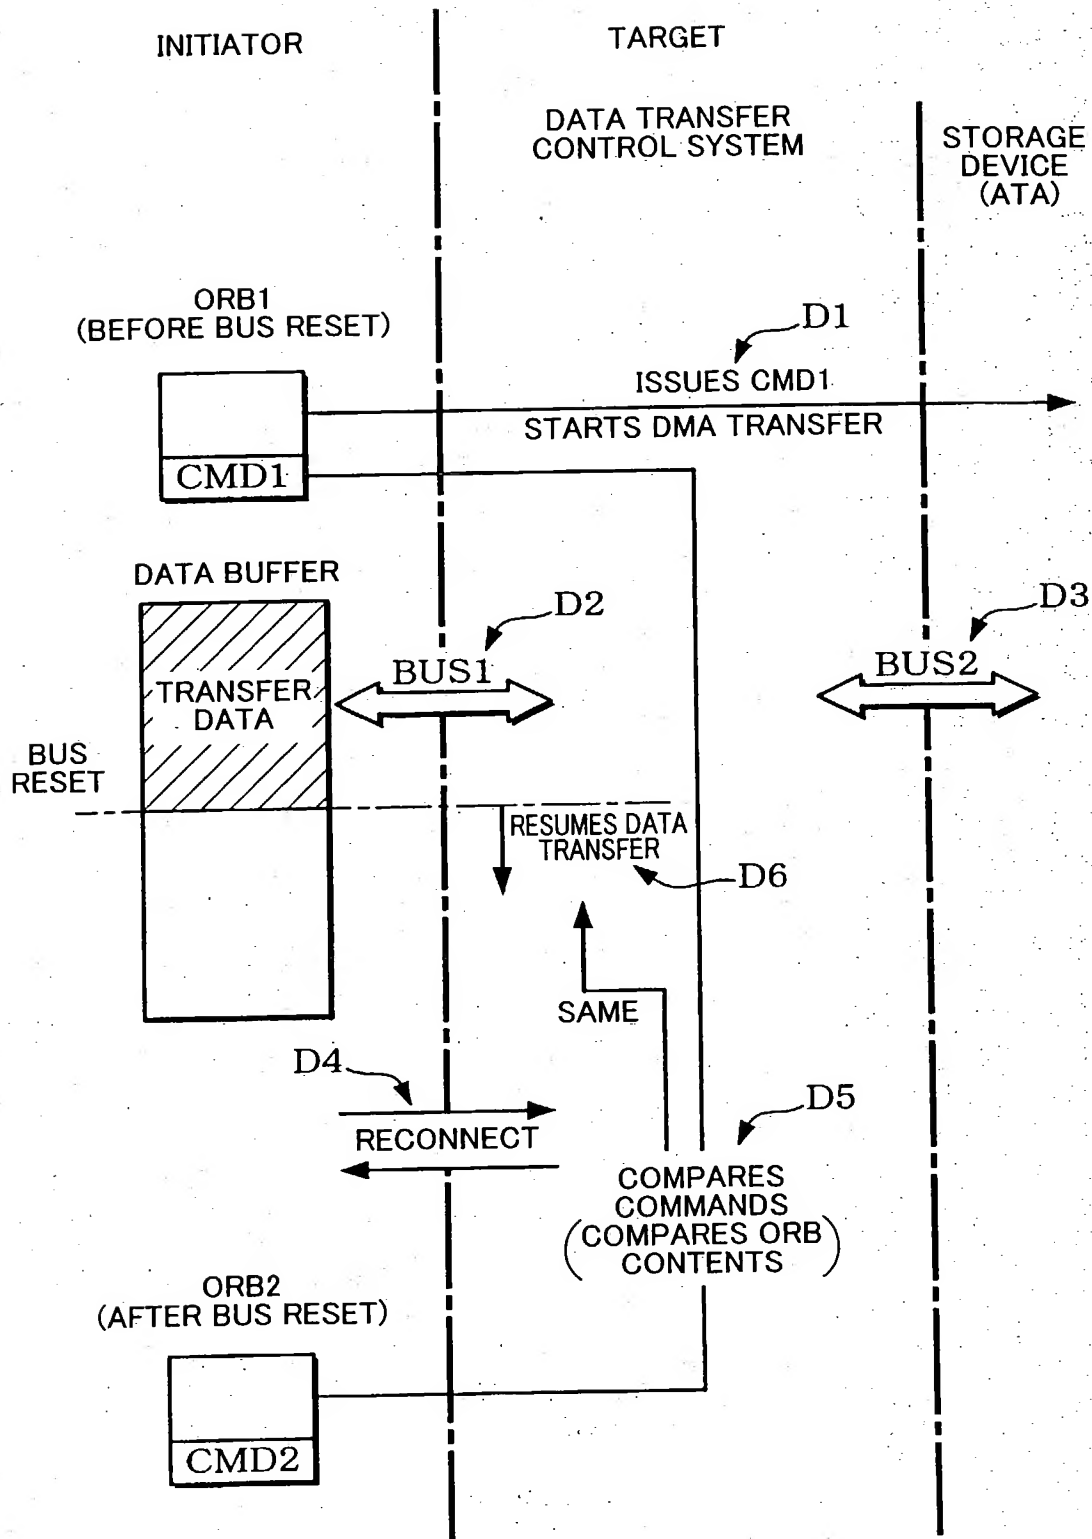 INITIATOR
TARGET
DATA TRANSFER
CONTROL SYSTEM
STORAGE
DEVICE
(ATA)
ORB1
(BEFORE BUS RESET)
D1
ISSUES CMD1
STARTS DMA TRANSFER
CMD1
DATA BUFFER
D2
D3
BUS1
BUS2
TRANSFER
DATA
BUS
RESET
RESUMES DATA
TRANSFER
D6
SAME
D4
RECONNECT
D5
COMPARES
COMMANDS
(COMPARES ORB
CONTENTS)
ORB2
(AFTER BUS RESET)
CMD2